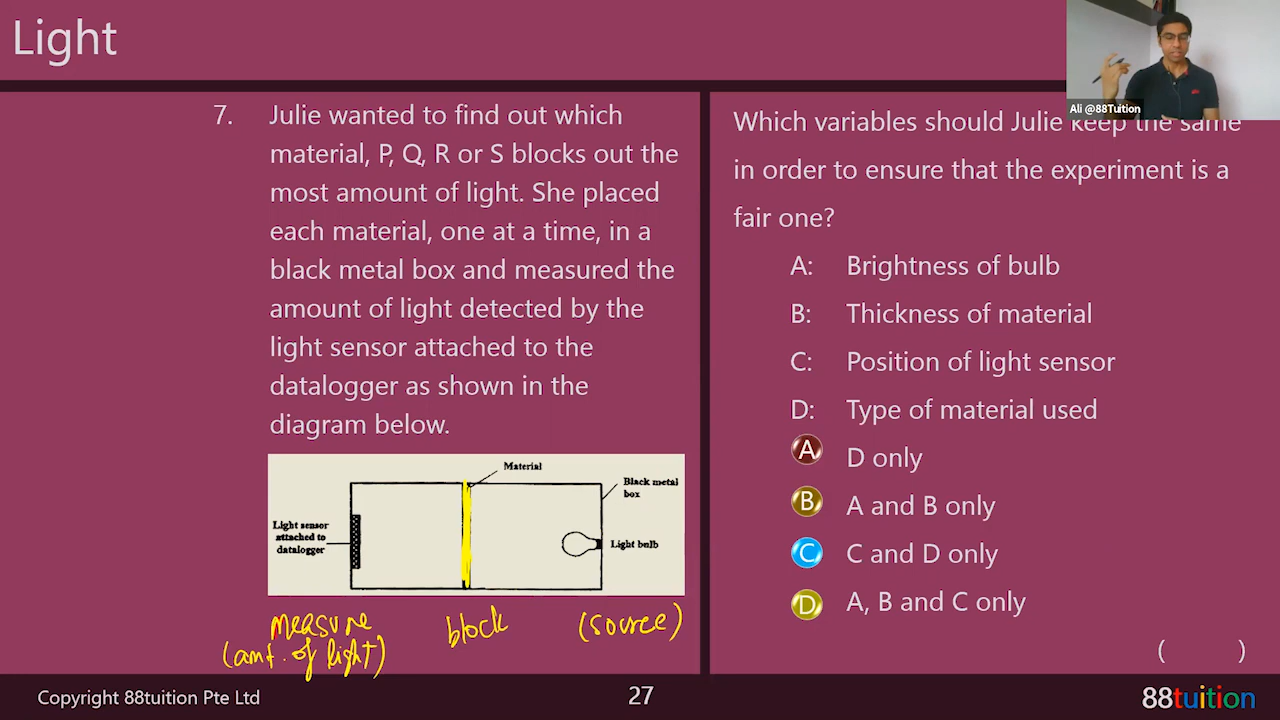 Light
Ali @88Tuition
7. Julie wanted to find out which
material, P, Q, R or S blocks out the
most amount of light. She placed
each material, one at a time, in a
black metal box and measured the
amount of light detected by the
light sensor attached to the
datalogger as shown in the
diagram below.
Material
Black metal
box
Light sensor
attached to
datalogger
Light bulb
measure
(amt. of light)
block
(source)
Which variables should Julie keep the same
in order to ensure that the experiment is a
fair one?
A: Brightness of bulb
B: Thickness of material
C: Position of light sensor
D: Type of material used
A D only
B A and B only
C C and D only
D A, B and C only
( )
Copyright 88tuition Pte Ltd
27
88tuition